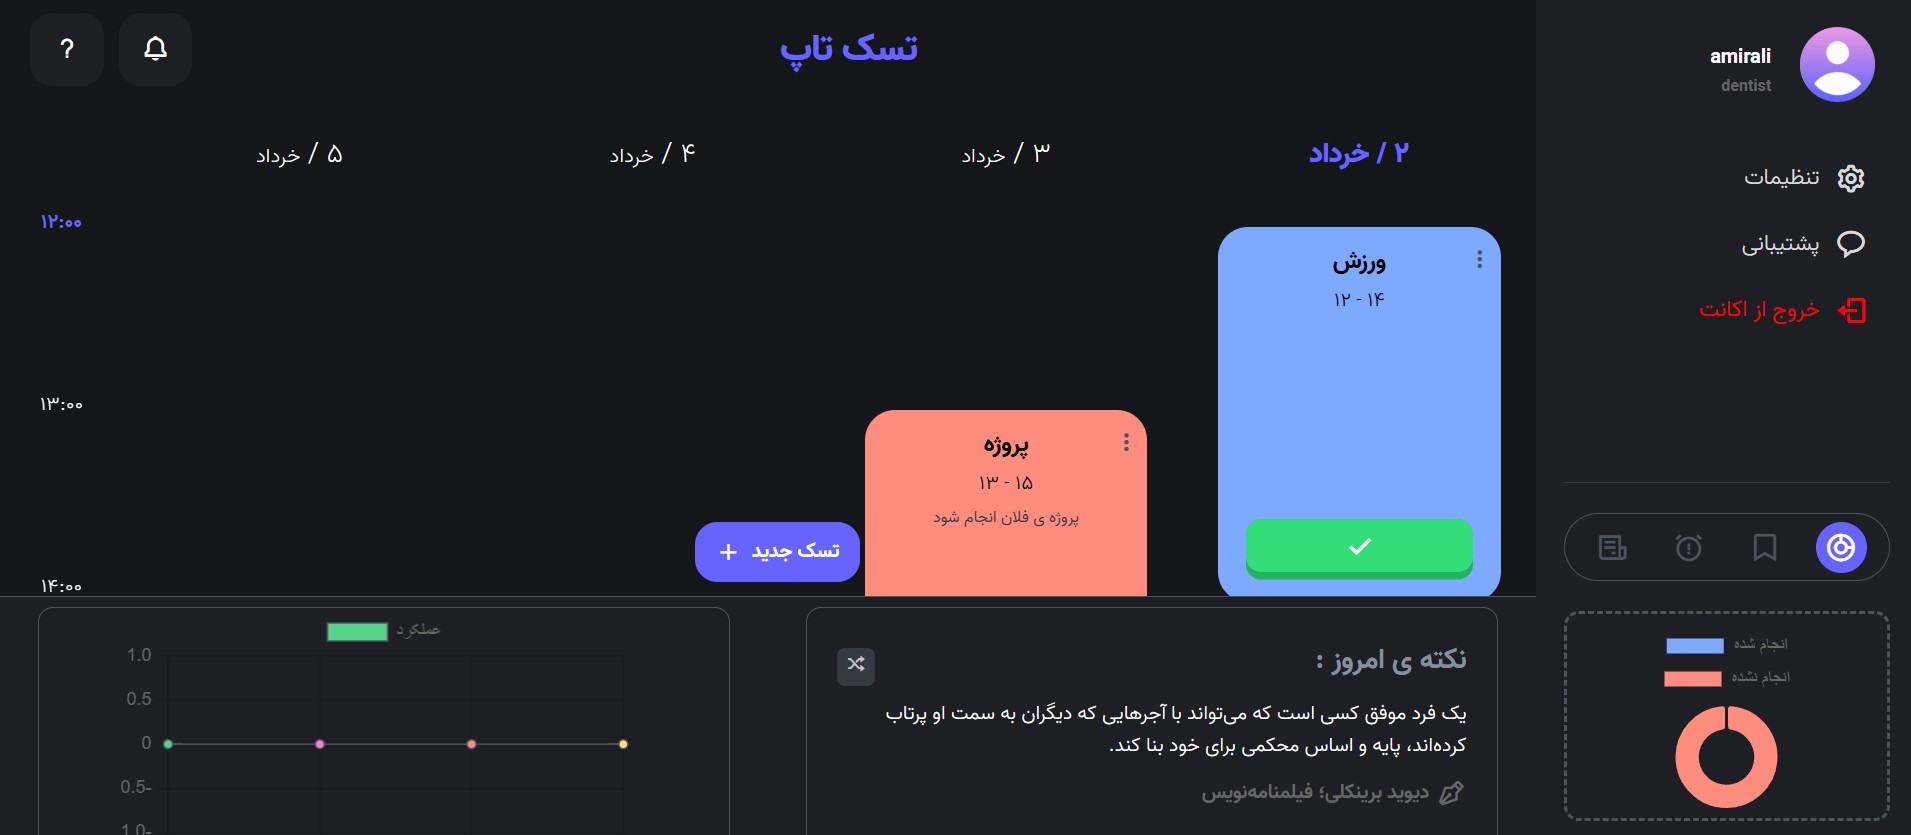 تسک تاپ
?
amirali
dentist
تنظیمات
پشتیبانی
خروج از اکانت
۲ / خرداد
۳ / خرداد
۴ / خرداد
۵ / خرداد
۱۲:۰۰
۱۳:۰۰
۱۴:۰۰
ورزش
۱۲ - ۱۴
پروژه
۱۳ - ۱۵
پروژه ی فلان انجام شود
تسک جدید +
انجام شده
انجام نشده
نکته ی امروز :
یک فرد موفق کسی است که می‌تواند با آجرهایی که دیگران به سمت او پرتاب
کرده‌اند، پایه و اساس محکمی برای خود بنا کند.
دیوید برینکلی؛ فیلمنامه‌نویس
عملکرد
1.0
0.5
0
0.5-
1.0-